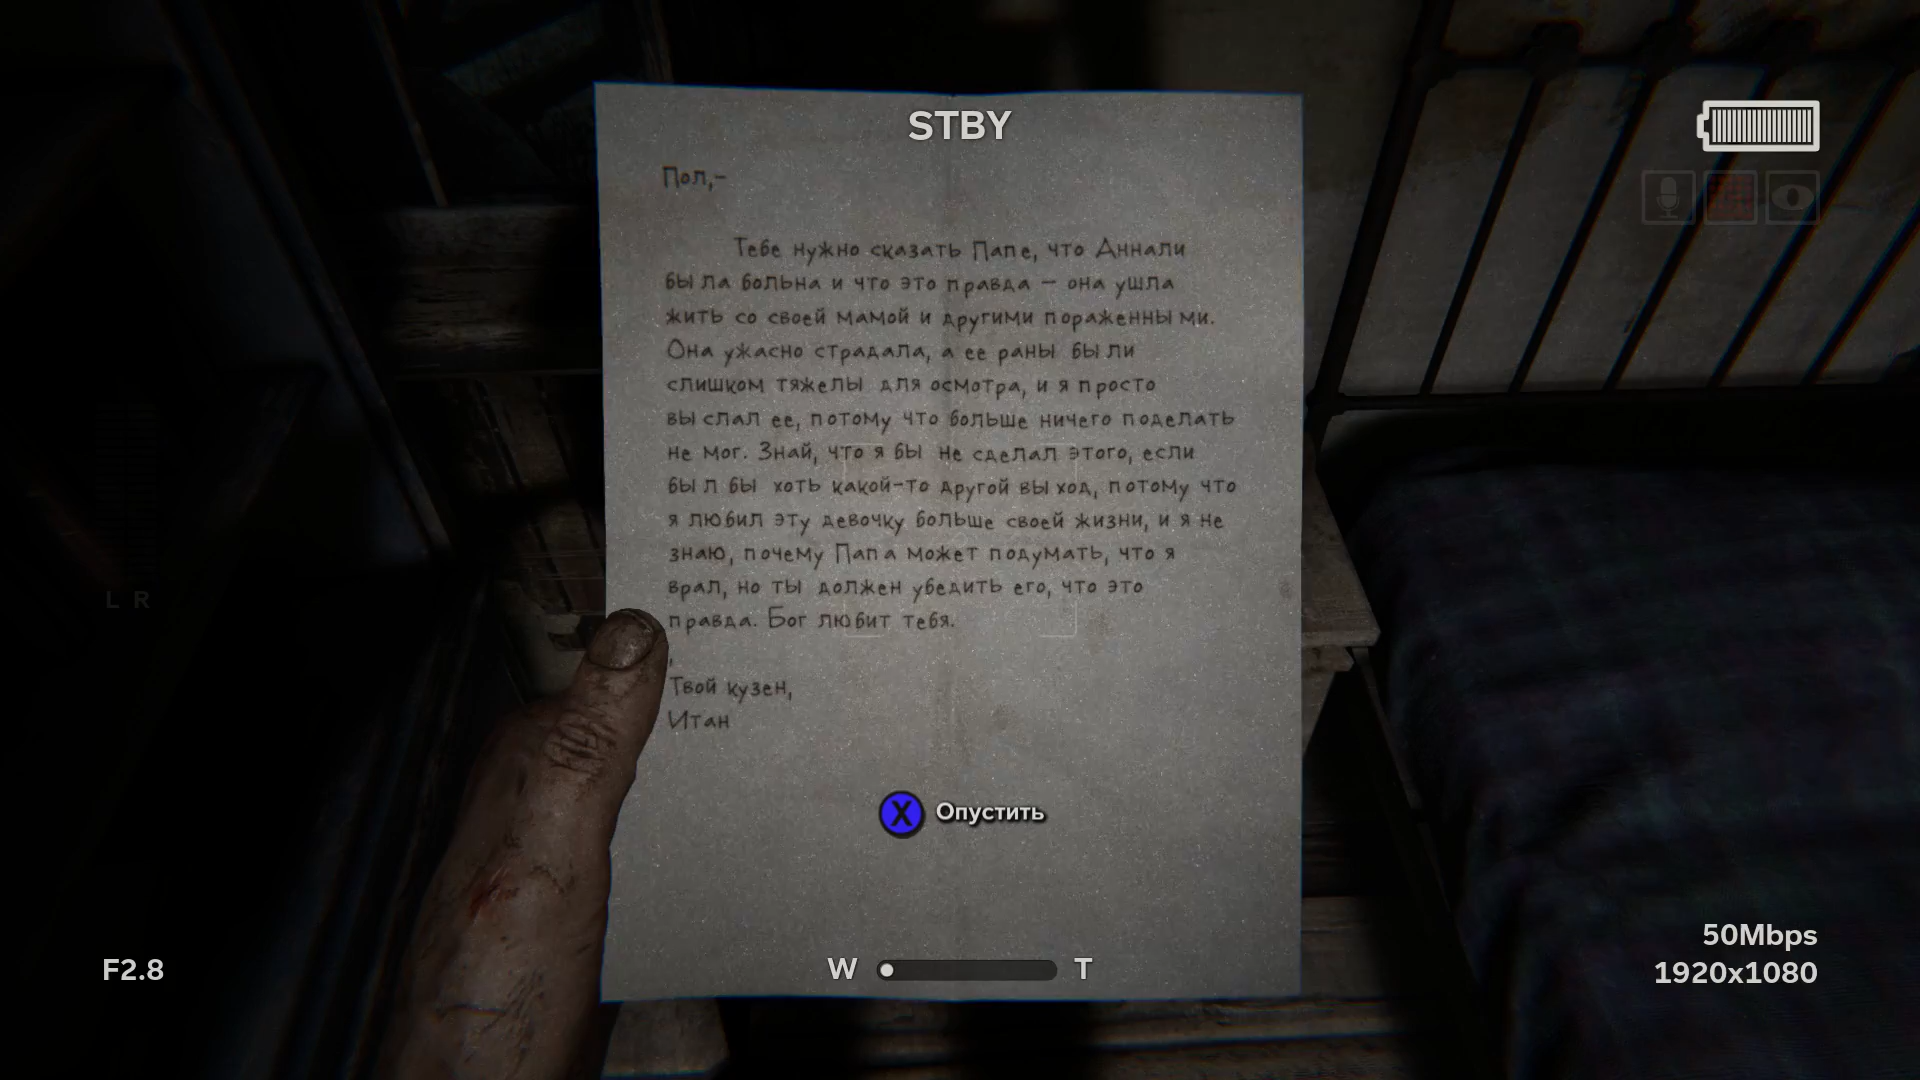 STBY
Пол,-
Тебе нужно сказать Папе, что Аннали
была больна и что это правда — она ушла
жить со своей мамой и другими пораженными.
Она ужасно страдала, а ее раны были
слишком тяжелы для осмотра, и я просто
выслал ее, потому что больше ничего поделать
не мог. Знай, что я бы не сделал этого, если
был бы хоть какой-то другой выход, потому что
я любил эту девочку больше своей жизни, и я не
знаю, почему Папа может подумать, что я
врал, но ты должен убедить его, что это
правда. Бог любит тебя.
,
Твой кузен,
Итан
X Опустить
L R
F2.8
W T
50Mbps
1920x1080